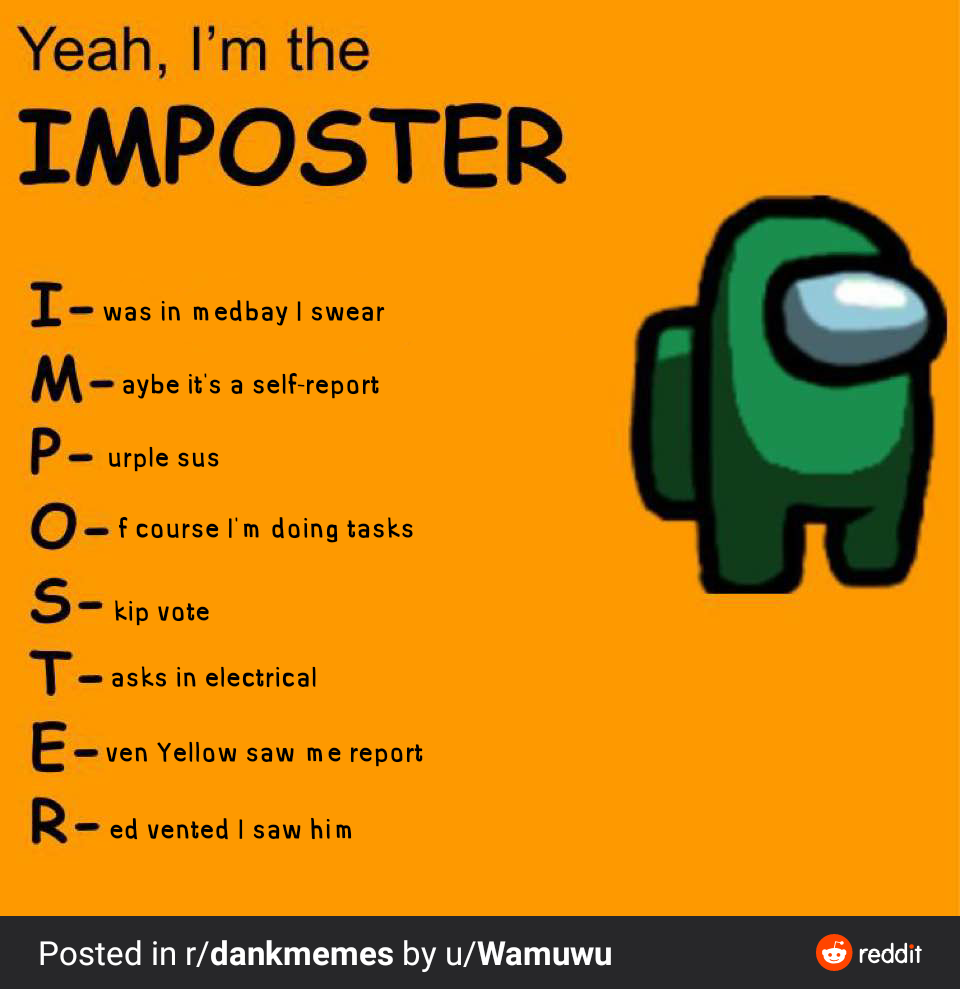 Yeah, I'm the
IMPOSTER
I- was in medbay I swear
M- aybe it's a self-report
P- urple sus
O- f course I'm doing tasks
S- kip vote
T- asks in electrical
E- ven Yellow saw me report
R- ed vented I saw him
Posted in r/dankmemes by u/Wamuwu reddit